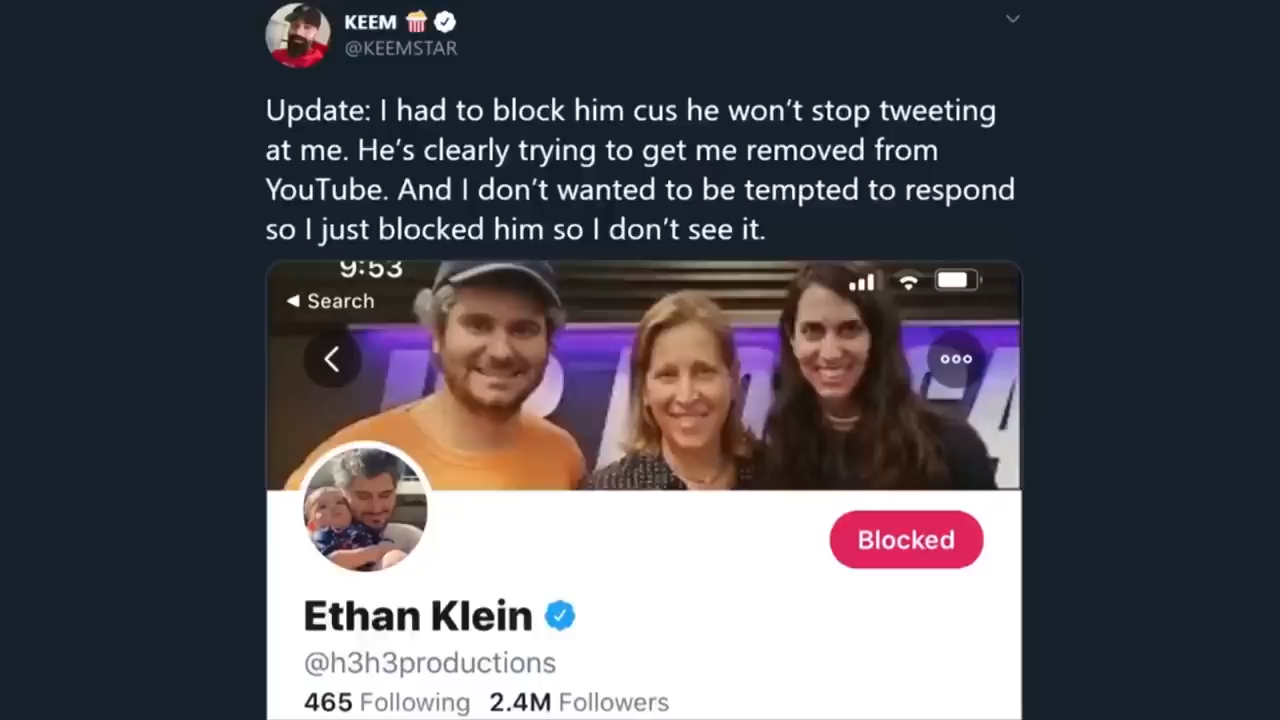 KEEM 🍿
@KEEMSTAR
Update: I had to block him cus he won't stop tweeting
at me. He's clearly trying to get me removed from
YouTube. And I don't wanted to be tempted to respond
so I just blocked him so I don't see it.
9:53
Search
Blocked
Ethan Klein
@h3h3productions
465 Following 2.4M Followers